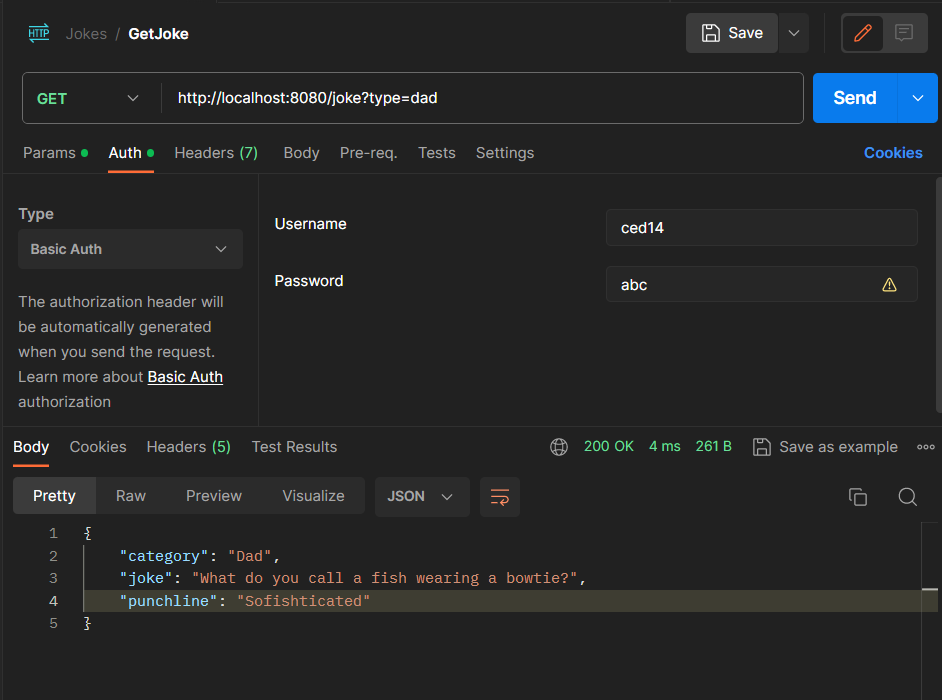 HTTP Jokes / GetJoke Save
GET http://localhost:8080/joke?type=dad Send
Params Auth Headers (7) Body Pre-req. Tests Settings Cookies
Type
Basic Auth
The authorization header will
be automatically generated
when you send the request.
Learn more about Basic Auth
authorization
Username ced14
Password abc
Body Cookies Headers (5) Test Results 200 OK 4 ms 261 B Save as example
Pretty Raw Preview Visualize JSON
1 {
2 "category": "Dad",
3 "joke": "What do you call a fish wearing a bowtie?",
4 "punchline": "Sofishticated"
5 }